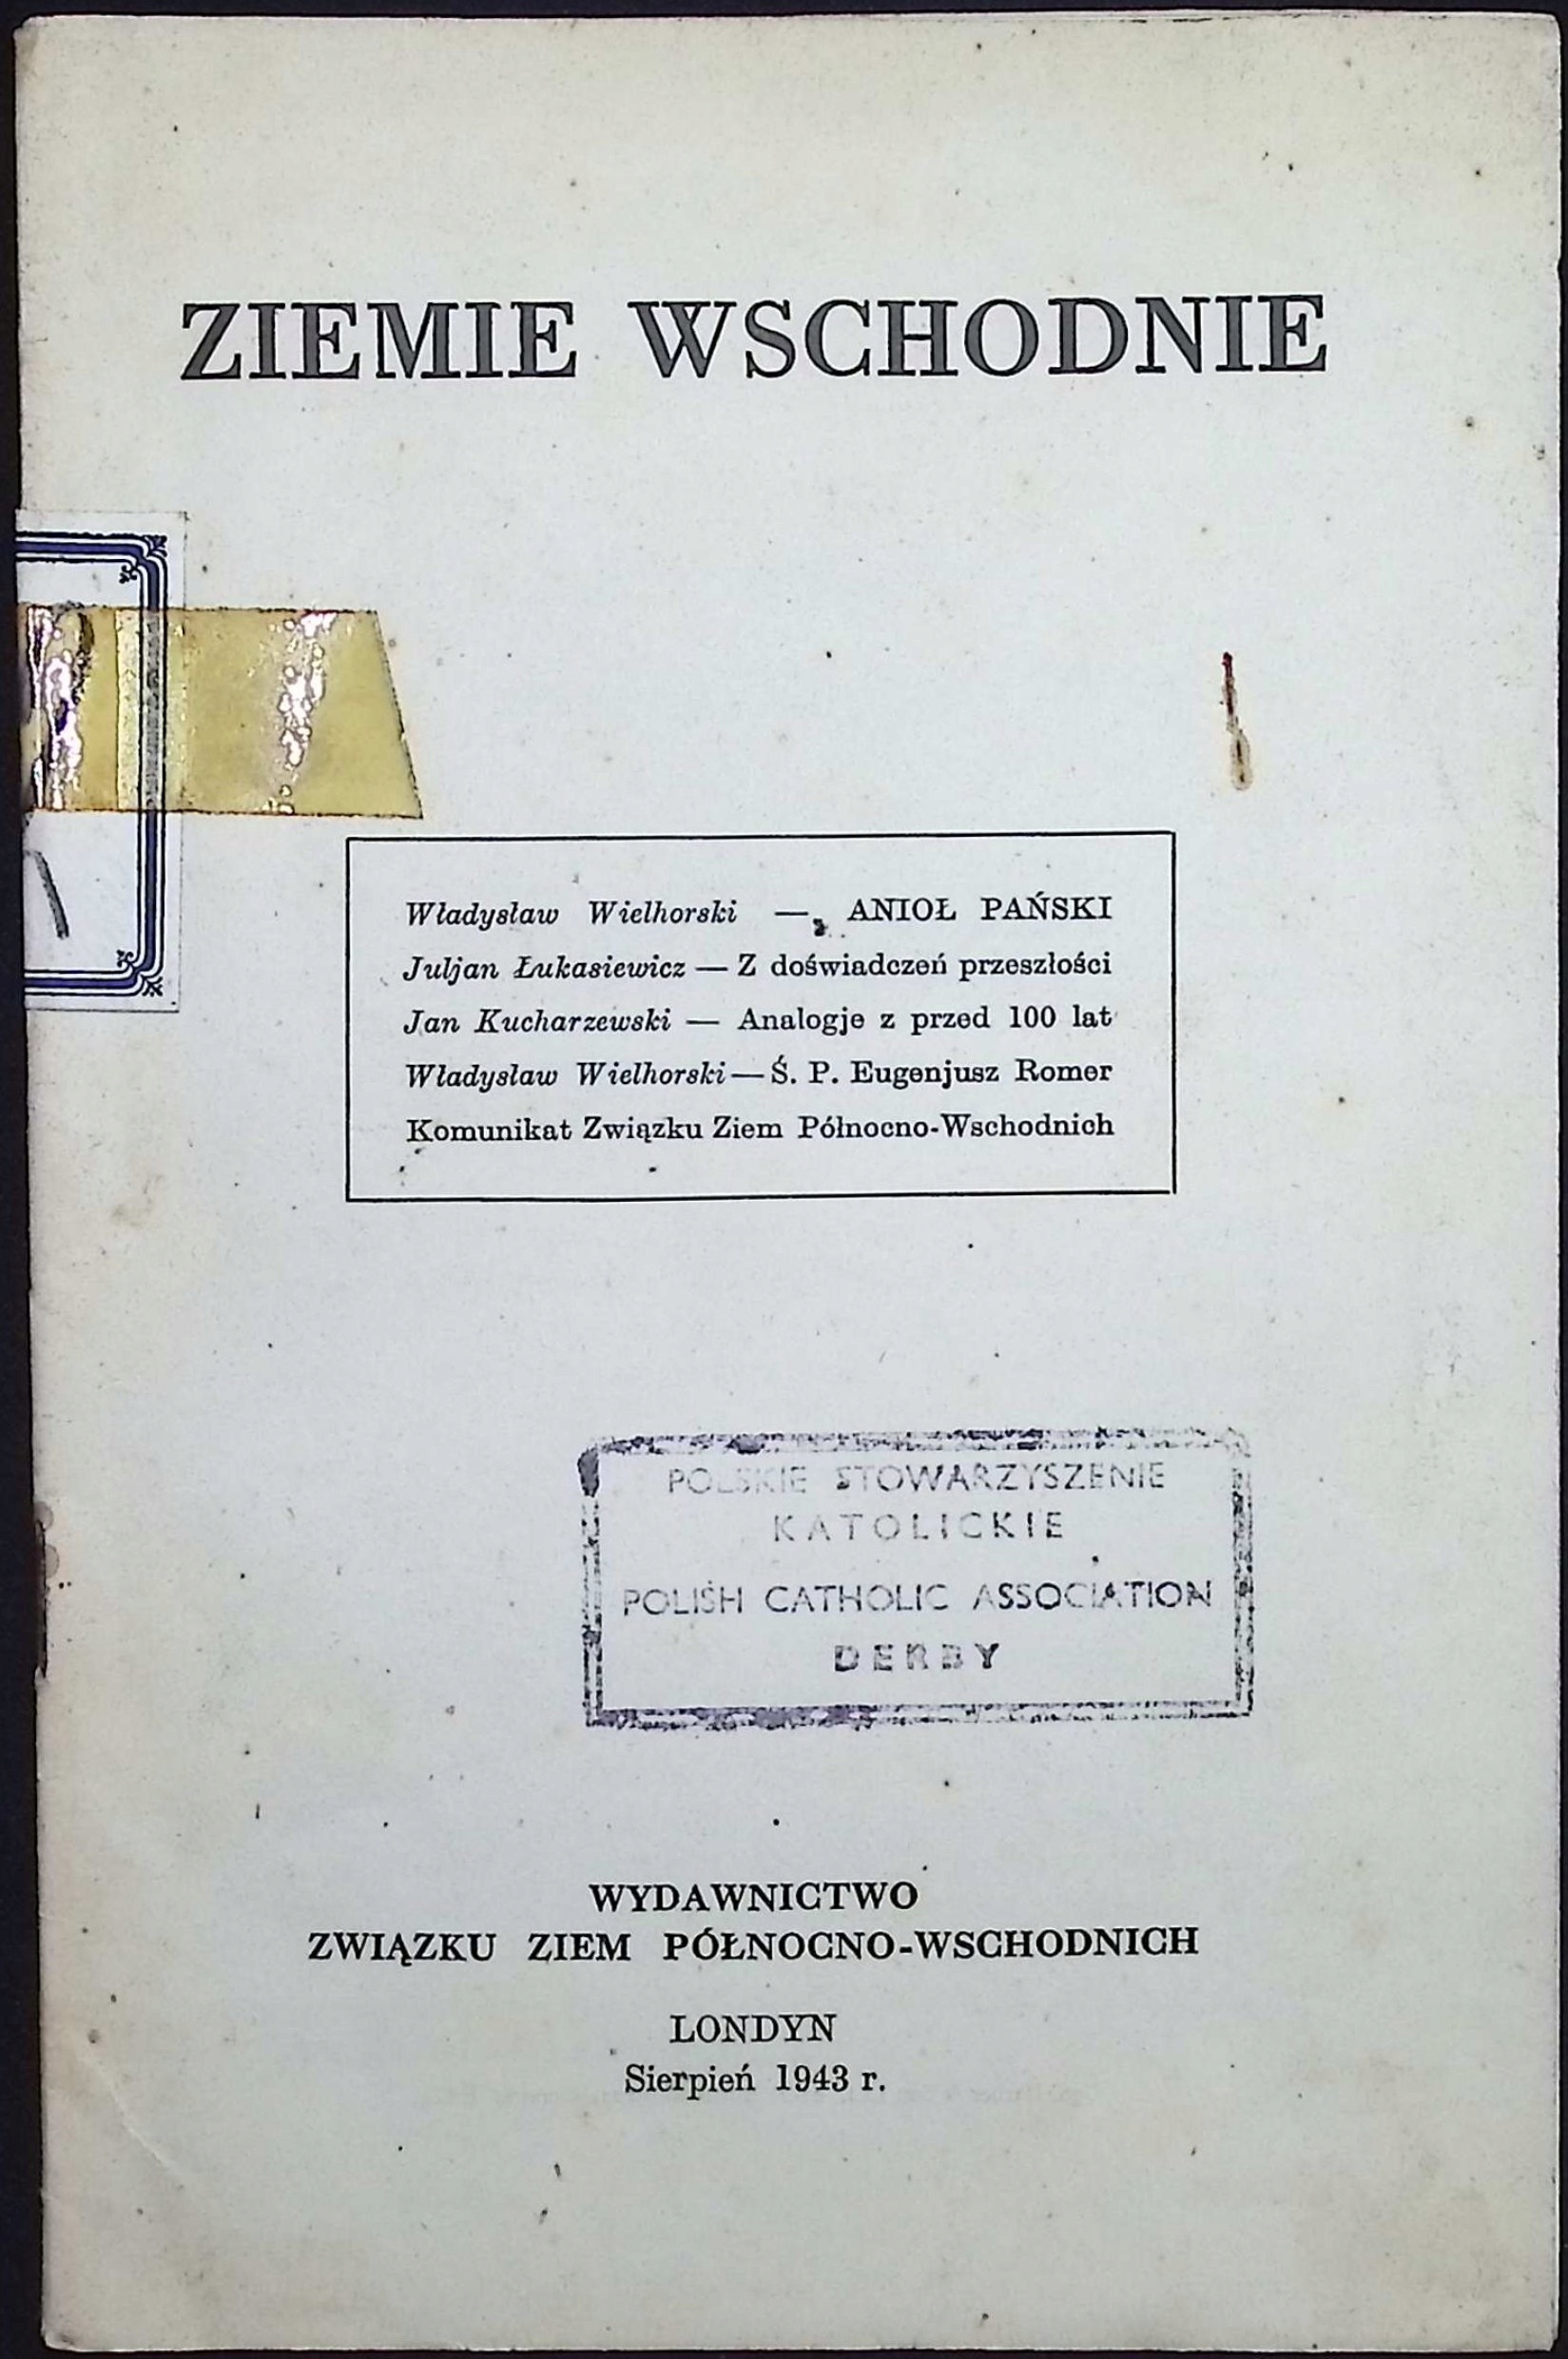 ZIEMIE WSCHODNIE
Władysław Wielhorski — ANIOŁ PAŃSKI
Juljan Łukasiewicz — Z doświadczeń przeszłości
Jan Kucharzewski — Analogje z przed 100 lat
Władysław Wielhorski — Ś. P. Eugenjusz Romer
Komunikat Związku Ziem Północno-Wschodnich
POLSKIE STOWARZYSZENIE
KATOLICKIE
POLISH CATHOLIC ASSOCIATION
DERBY
WYDAWNICTWO
ZWIĄZKU ZIEM PÓŁNOCNO-WSCHODNICH
LONDYN
Sierpień 1943 r.